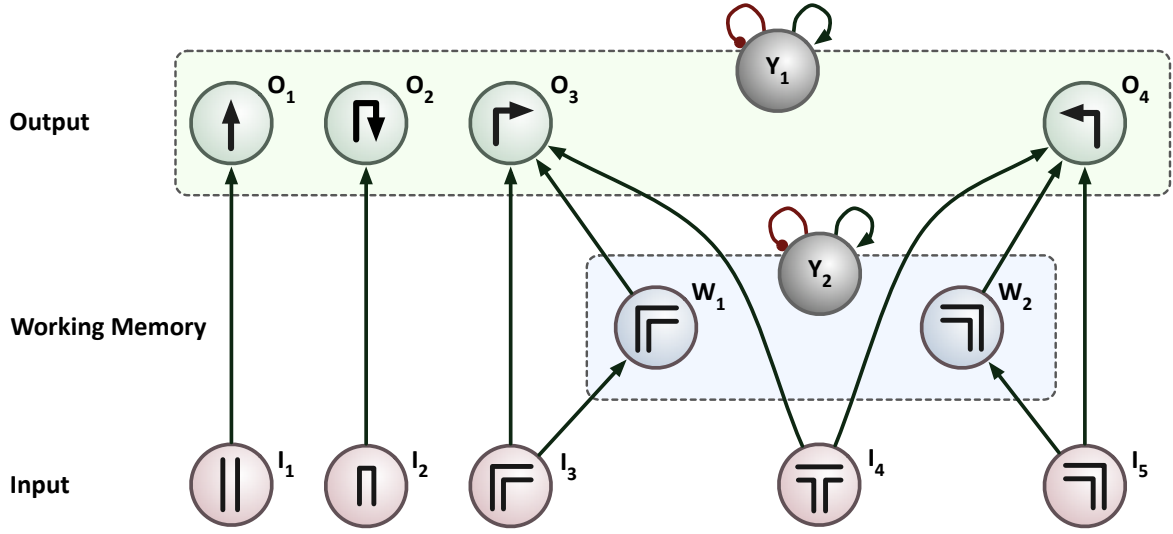 Y₁
O₁
O₂
O₃
O₄
Output
Y₂
W₁
W₂
Working Memory
I₁
I₂
I₃
I₄
I₅
Input